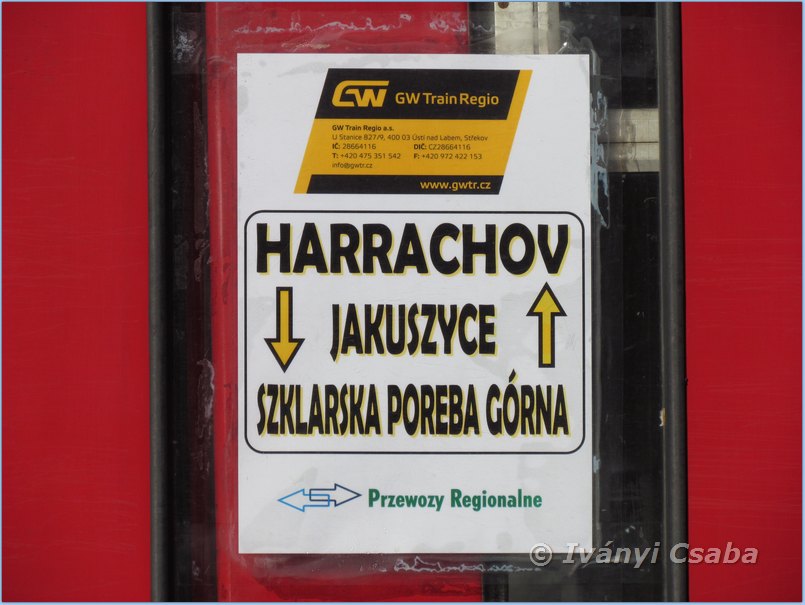 GW GW Train Regio
GW Train Regio a.s.
U Stanice 827/9, 400 03 Ústí nad Labem, Střekov
IČ: 28664116 DIČ: CZ28664116
T: +420 475 351 542 F: +420 972 422 153
info@gwtr.cz
www.gwtr.cz
HARRACHOV
JAKUSZYCE
SZKLARSKA POREBA GÓRNA
Przewozy Regionalne
© Iványi Csaba